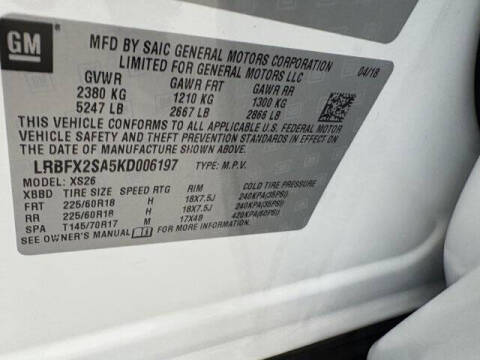 GM
MFD BY SAIC GENERAL MOTORS CORPORATION
LIMITED FOR GENERAL MOTORS LLC
04/18
GVWR GAWR FRT GAWR RR
2380 KG 1210 KG 1300 KG
5247 LB 2667 LB 2866 LB
THIS VEHICLE CONFORMS TO ALL APPLICABLE U.S. FEDERAL MOTOR
VEHICLE SAFETY AND THEFT PREVENTION STANDARDS IN EFFECT ON
THE DATE OF MANUFACTURE SHOWN ABOVE.
LRBFX2SA5KD006197 TYPE: M.P.V.
MODEL: XS26
XBBD TIRE SIZE SPEED RTG RIM COLD TIRE PRESSURE
FRT 225/60R18 H 18X7.5J 240KPA(35PSI)
RR 225/60R18 H 18X7.5J 240KPA(35PSI)
SPA T145/70R17 M 17X4B 420KPA(60PSI)
SEE OWNER'S MANUAL FOR MORE INFORMATION.